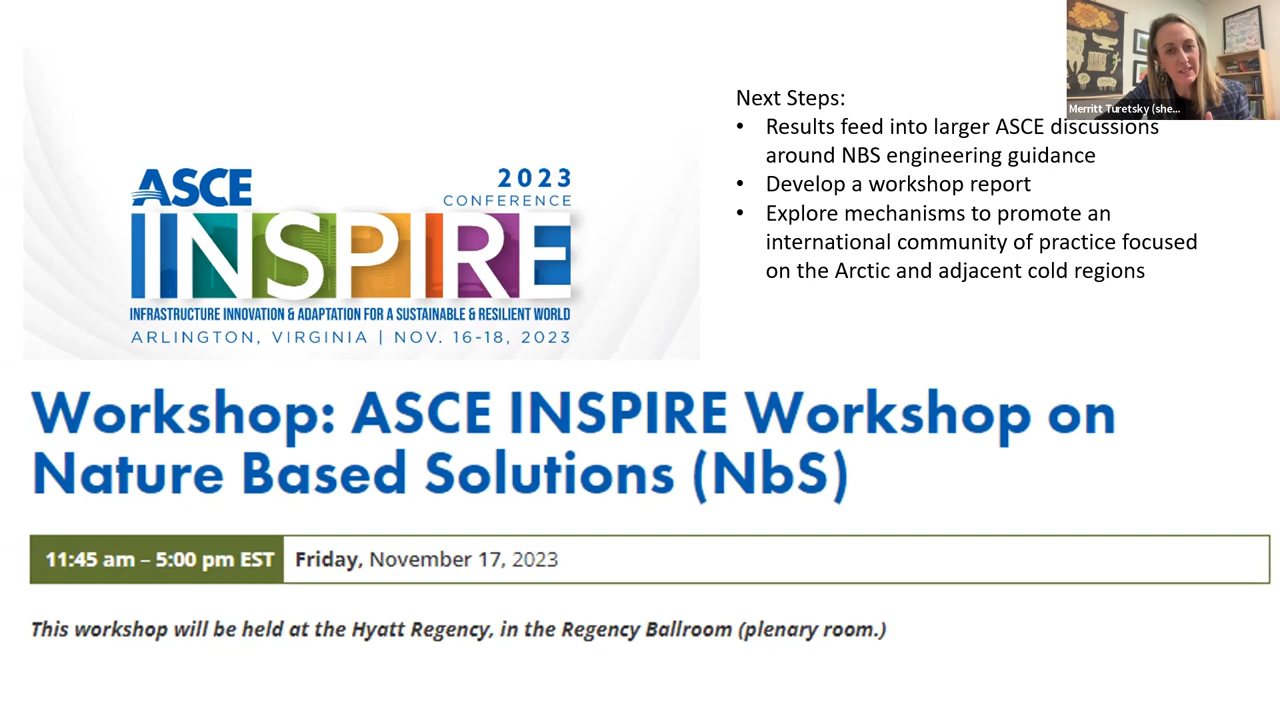 ASCE
2023
CONFERENCE
INSPIRE
INFRASTRUCTURE INNOVATION & ADAPTATION FOR A SUSTAINABLE & RESILIENT WORLD
ARLINGTON, VIRGINIA | NOV. 16-18, 2023
Next Steps:
• Results feed into larger ASCE discussions
around NBS engineering guidance
• Develop a workshop report
• Explore mechanisms to promote an
international community of practice focused
on the Arctic and adjacent cold regions
Merritt Turetsky (she...
Workshop: ASCE INSPIRE Workshop on
Nature Based Solutions (NbS)
11:45 am – 5:00 pm EST Friday, November 17, 2023
This workshop will be held at the Hyatt Regency, in the Regency Ballroom (plenary room.)